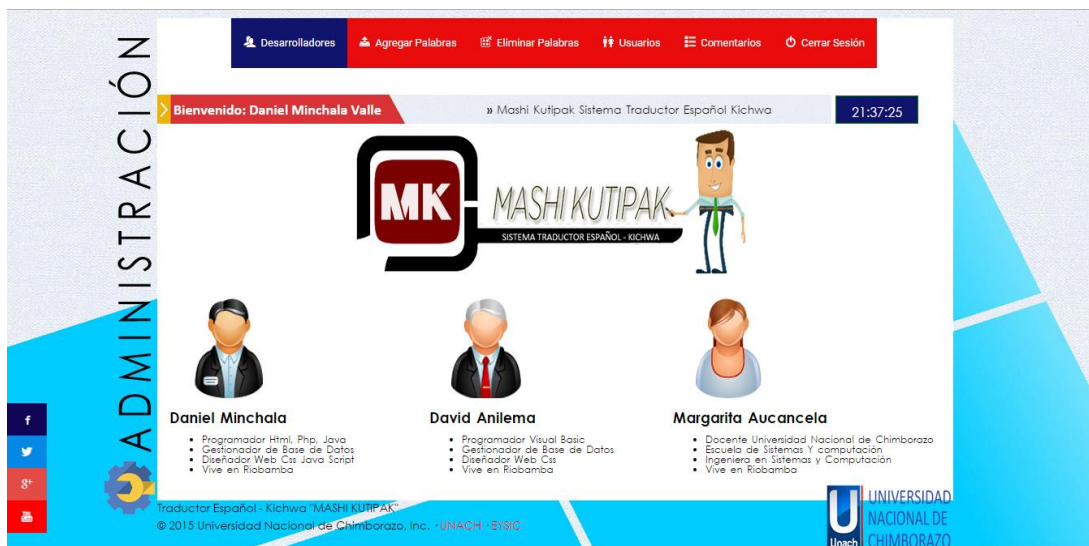 ADMINISTRACIÓN
Desarrolladores Agregar Palabras Eliminar Palabras Usuarios Comentarios Cerrar Sesión
Bienvenido: Daniel Minchala Valle » Mashi Kutipak Sistema Traductor Español Kichwa 21:37:25
MK MASHI KUTIPAK
SISTEMA TRADUCTOR ESPAÑOL - KICHWA
Daniel Minchala
• Programador Html, Php, Java
• Gestionador de Base de Datos
• Diseñador Web Css Java Script
• Vive en Riobamba
David Anilema
• Programador Visual Basic
• Gestionador de Base de Datos
• Diseñador Web Css
• Vive en Riobamba
Margarita Aucancela
• Docente Universidad Nacional de Chimborazo
• Escuela de Sistemas Y computación
• Ingeniera en Sistemas y Computación
• Vive en Riobamba
f
8+
You
Traductor Español - Kichwa "MASHI KUTIPAK"
© 2015 Universidad Nacional de Chimborazo, Inc. · UNACH · EYSIC
Unach
UNIVERSIDAD
NACIONAL DE
CHIMBORAZO